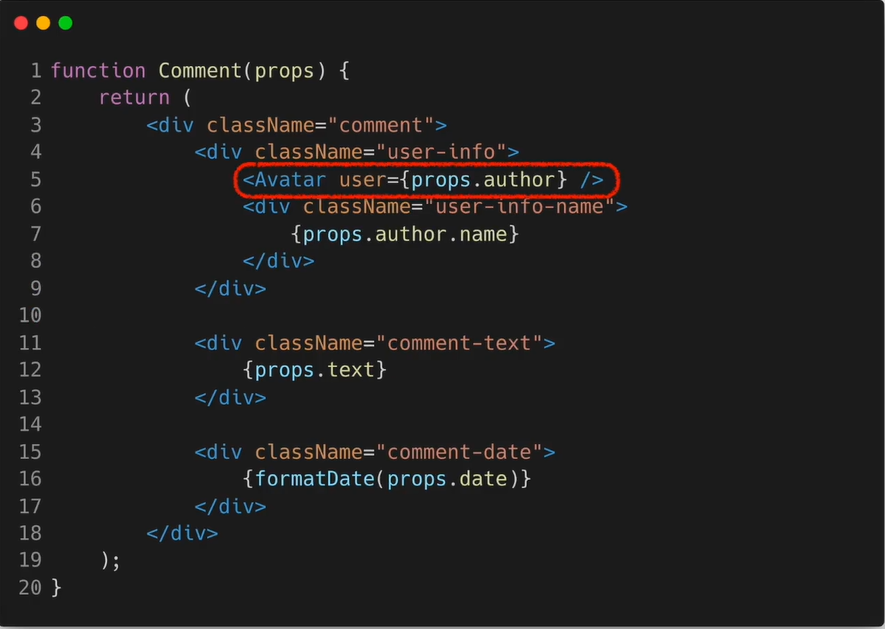 1 function Comment(props) {
2     return (
3         <div className="comment">
4             <div className="user-info">
5                 <Avatar user={props.author} />
6                 <div className="user-info-name">
7                     {props.author.name}
8                 </div>
9             </div>
10
11             <div className="comment-text">
12                 {props.text}
13             </div>
14
15             <div className="comment-date">
16                 {formatDate(props.date)}
17             </div>
18         </div>
19     );
20 }